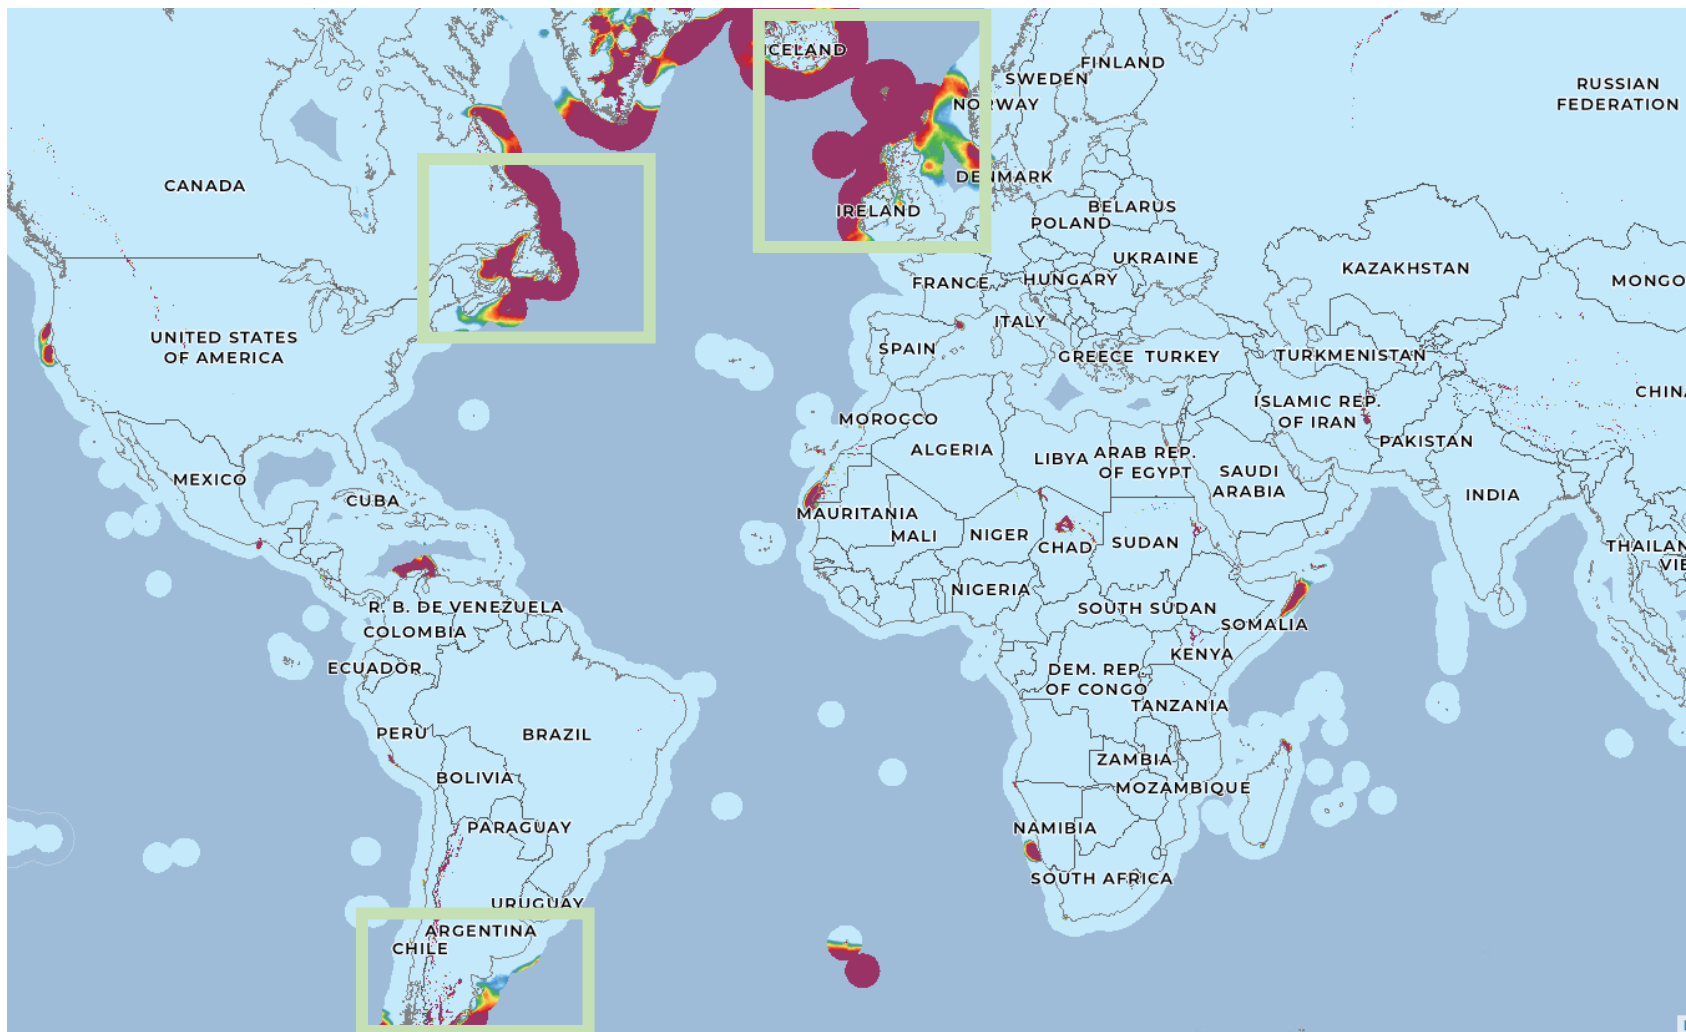 ICELAND
FINLAND
SWEDEN
RUSSIAN
FEDERATION
NORWAY
CANADA
DENMARK
IRELAND
BELARUS
POLAND
UKRAINE
KAZAKHSTAN
FRANCE
HUNGARY
MONGO
UNITED STATES
OF AMERICA
ITALY
SPAIN
GREECE
TURKEY
TURKMENISTAN
CHINA
ISLAMIC REP.
OF IRAN
MOROCCO
PAKISTAN
ALGERIA
LIBYA
ARAB REP.
OF EGYPT
SAUDI
ARABIA
MEXICO
CUBA
INDIA
MAURITANIA
MALI
NIGER
CHAD
SUDAN
THAILAN
VIE
NIGERIA
R. B. DE VENEZUELA
SOUTH SUDAN
COLOMBIA
SOMALIA
KENYA
ECUADOR
DEM. REP.
OF CONGO
TANZANIA
PERU
BRAZIL
ZAMBIA
BOLIVIA
MOZAMBIQUE
PARAGUAY
NAMIBIA
SOUTH AFRICA
URUGUAY
ARGENTINA
CHILE